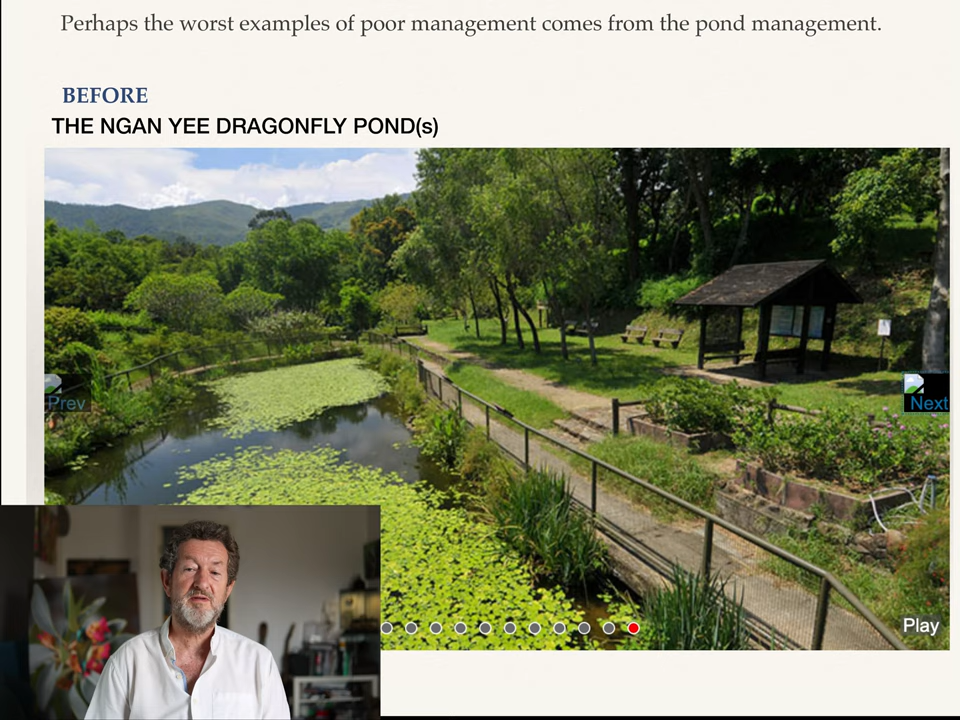 Perhaps the worst examples of poor management comes from the pond management.
BEFORE
THE NGAN YEE DRAGONFLY POND(s)
Prev
Next
Play